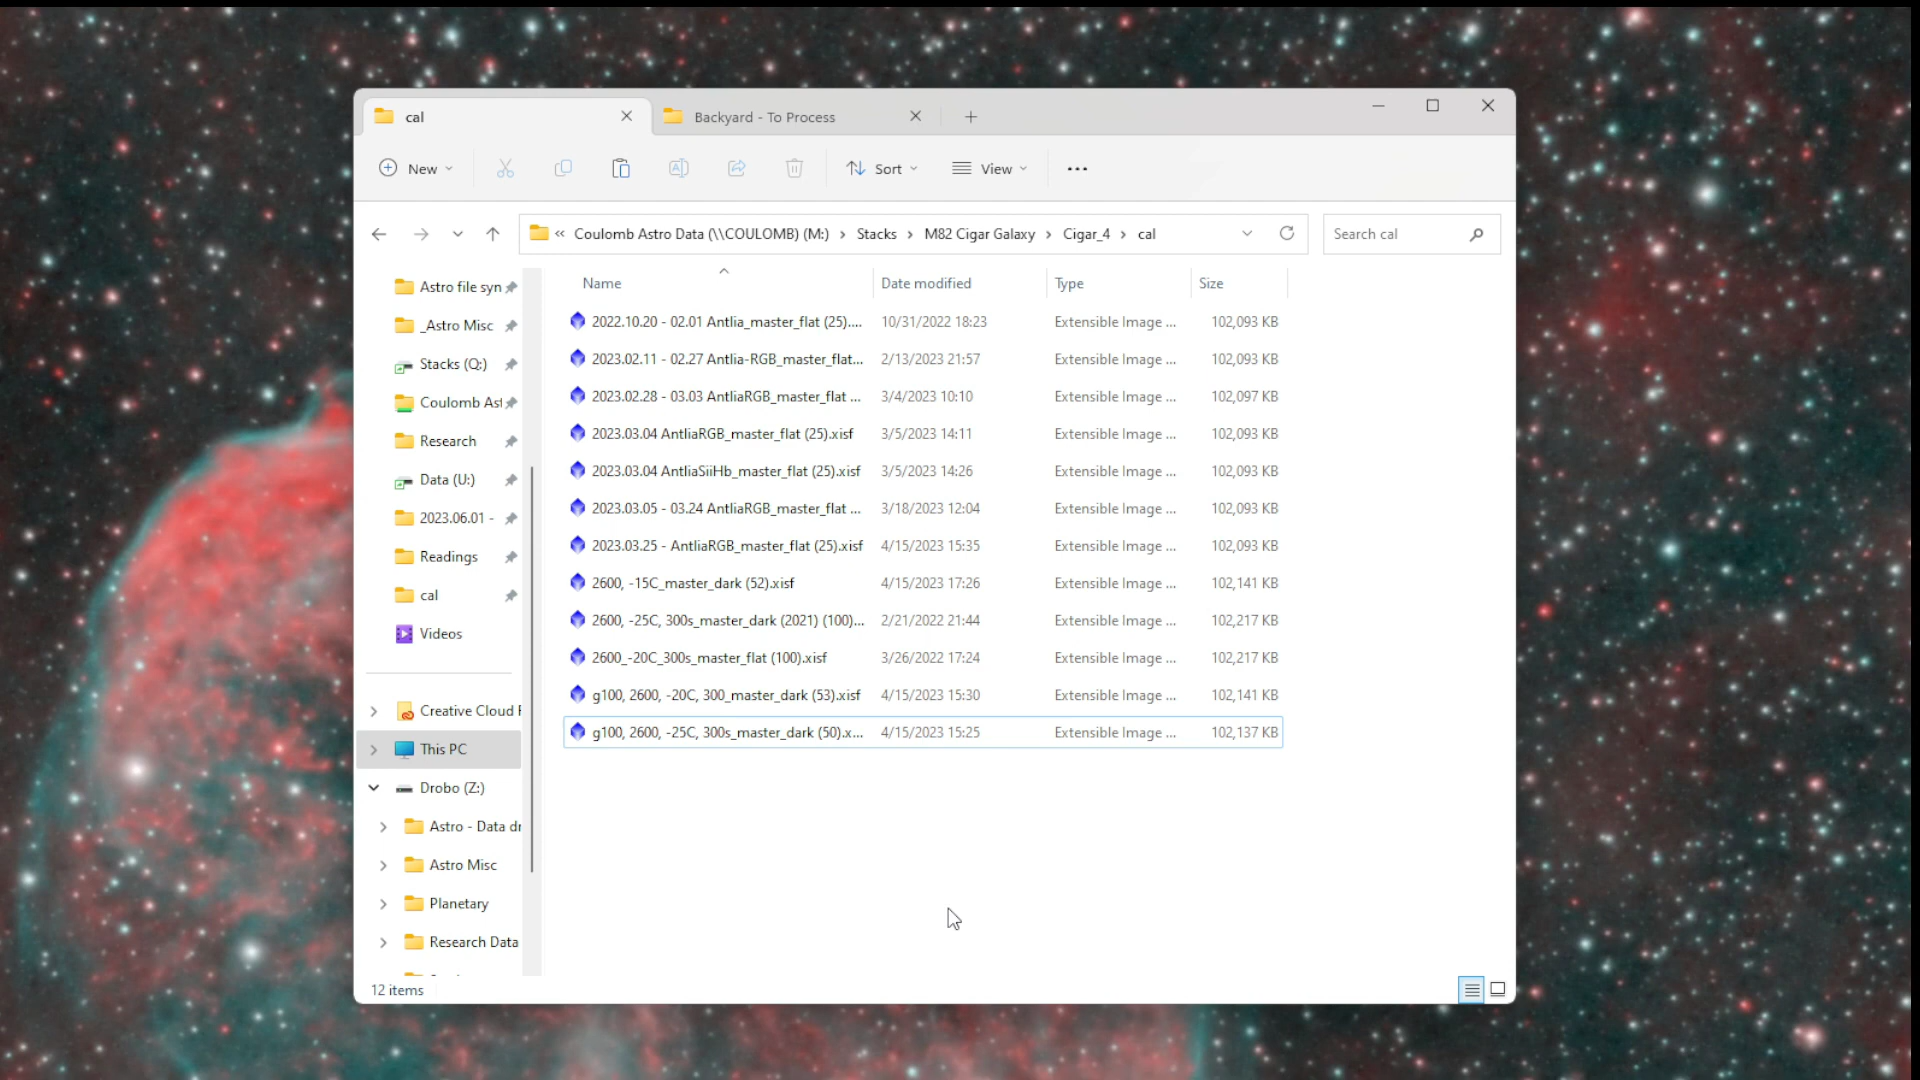 cal
Backyard - To Process
New
Sort
View
« Coulomb Astro Data (\\COULOMB) (M:) › Stacks › M82 Cigar Galaxy › Cigar_4 › cal
Search cal
Name Date modified Type Size
Astro file syn
_Astro Misc
Stacks (Q:)
Coulomb Ast
Research
Data (U:)
2023.06.01 -
Readings
cal
Videos
Creative Cloud F
This PC
Drobo (Z:)
Astro - Data dr
Astro Misc
Planetary
Research Data
2022.10.20 - 02.01 Antlia_master_flat (25).... 10/31/2022 18:23 Extensible Image ... 102,093 KB
2023.02.11 - 02.27 Antlia-RGB_master_flat... 2/13/2023 21:57 Extensible Image ... 102,093 KB
2023.02.28 - 03.03 AntliaRGB_master_flat ... 3/4/2023 10:10 Extensible Image ... 102,097 KB
2023.03.04 AntliaRGB_master_flat (25).xisf 3/5/2023 14:11 Extensible Image ... 102,093 KB
2023.03.04 AntliaSiiHb_master_flat (25).xisf 3/5/2023 14:26 Extensible Image ... 102,093 KB
2023.03.05 - 03.24 AntliaRGB_master_flat ... 3/18/2023 12:04 Extensible Image ... 102,093 KB
2023.03.25 - AntliaRGB_master_flat (25).xisf 4/15/2023 15:35 Extensible Image ... 102,093 KB
2600, -15C_master_dark (52).xisf 4/15/2023 17:26 Extensible Image ... 102,141 KB
2600, -25C, 300s_master_dark (2021) (100)... 2/21/2022 21:44 Extensible Image ... 102,217 KB
2600_-20C_300s_master_flat (100).xisf 3/26/2022 17:24 Extensible Image ... 102,217 KB
g100, 2600, -20C, 300_master_dark (53).xisf 4/15/2023 15:30 Extensible Image ... 102,141 KB
g100, 2600, -25C, 300s_master_dark (50).x... 4/15/2023 15:25 Extensible Image ... 102,137 KB
12 items